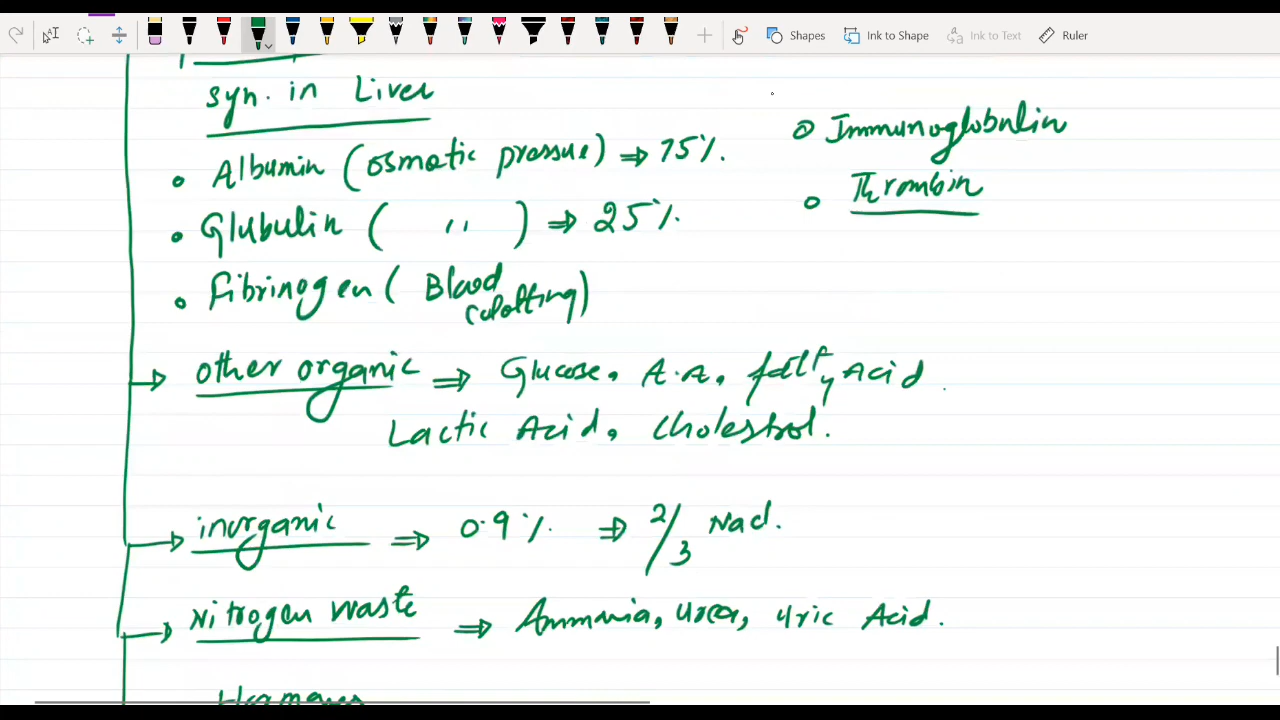 Shapes
Ink to Shape
Ink to Text
Ruler
syn. in Liver
• Albumin (Osmatic pressure) ⇒ 75%.
• Glubulin ( '' ) ⇒ 25%.
• Fibrinogen ( Blood
clotting)
⊙ Immunoglobulin
• Thrombin
→ other organic ⇒ Glucose, A.A, fatty Acid
Lactic Acid, Cholestrol.
→ inorganic ⇒ 0.9%. ⇒ 2/3 Nacl.
→ Nitrogen waste ⇒ Ammonia, urea, uric Acid.